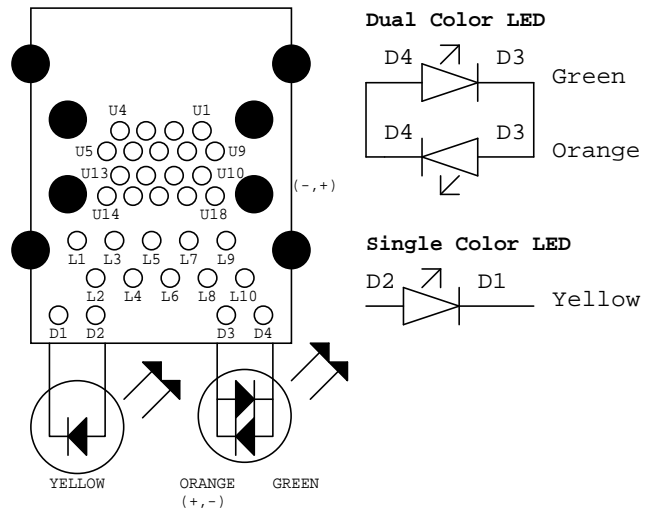 Dual Color LED
D4 D3
Green
D4 D3
Orange
U4 U1
U5 U9
U13 U10
(-,+)
U14 U18
L1 L3 L5 L7 L9
L2 L4 L6 L8 L10
D1 D2 D3 D4
Single Color LED
D2 D1
Yellow
YELLOW ORANGE GREEN
(+,-)